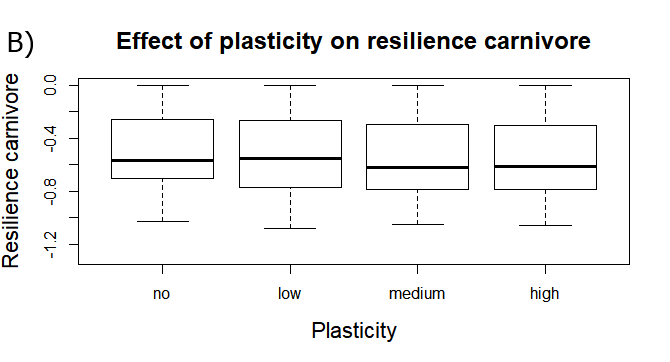 B)
Effect of plasticity on resilience carnivore
Resilience carnivore
0.0
-0.4
-0.8
-1.2
no low medium high
Plasticity